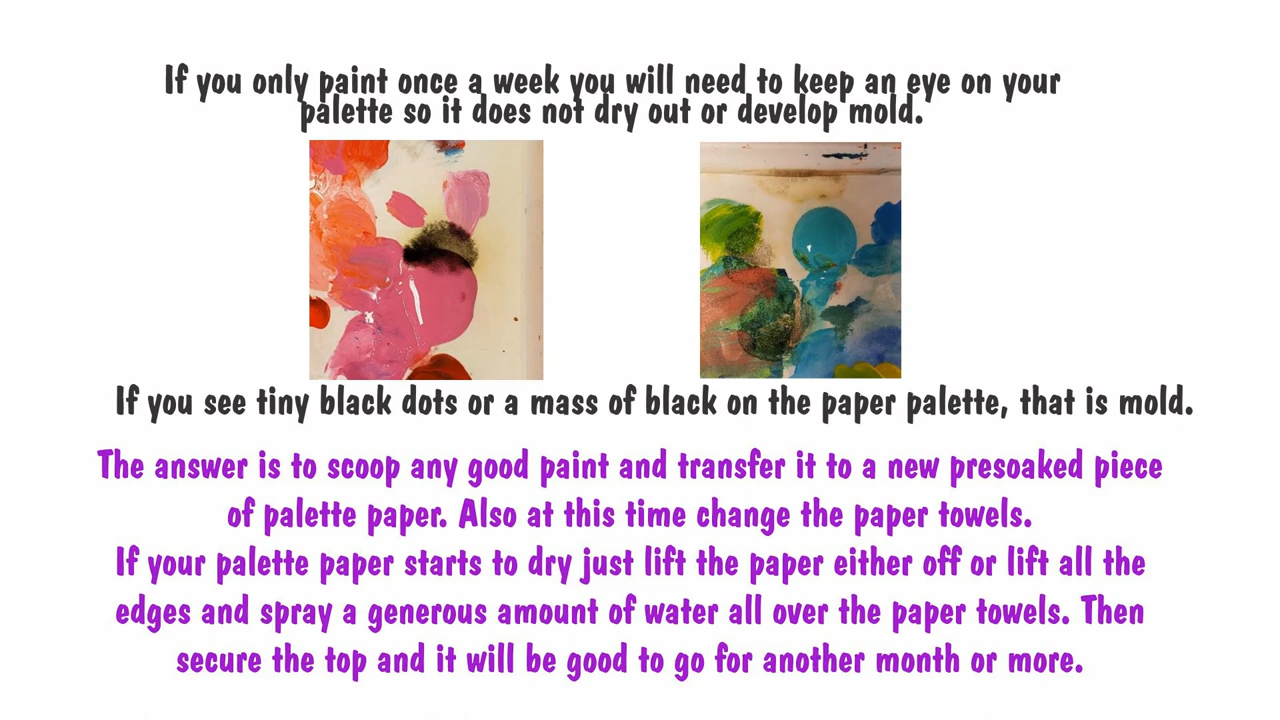 If you only paint once a week you will need to keep an eye on your
palette so it does not dry out or develop mold.
If you see tiny black dots or a mass of black on the paper palette, that is mold.
The answer is to scoop any good paint and transfer it to a new presoaked piece
of palette paper. Also at this time change the paper towels.
If your palette paper starts to dry just lift the paper either off or lift all the
edges and spray a generous amount of water all over the paper towels. Then
secure the top and it will be good to go for another month or more.